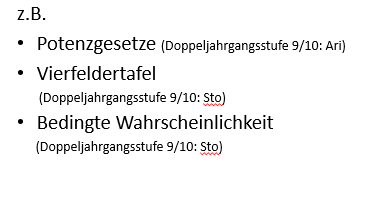 z.B.
• Potenzgesetze (Doppeljahrgangsstufe 9/10: Ari)
• Vierfeldertafel
(Doppeljahrgangsstufe 9/10: Sto)
• Bedingte Wahrscheinlichkeit
(Doppeljahrgangsstufe 9/10: Sto)